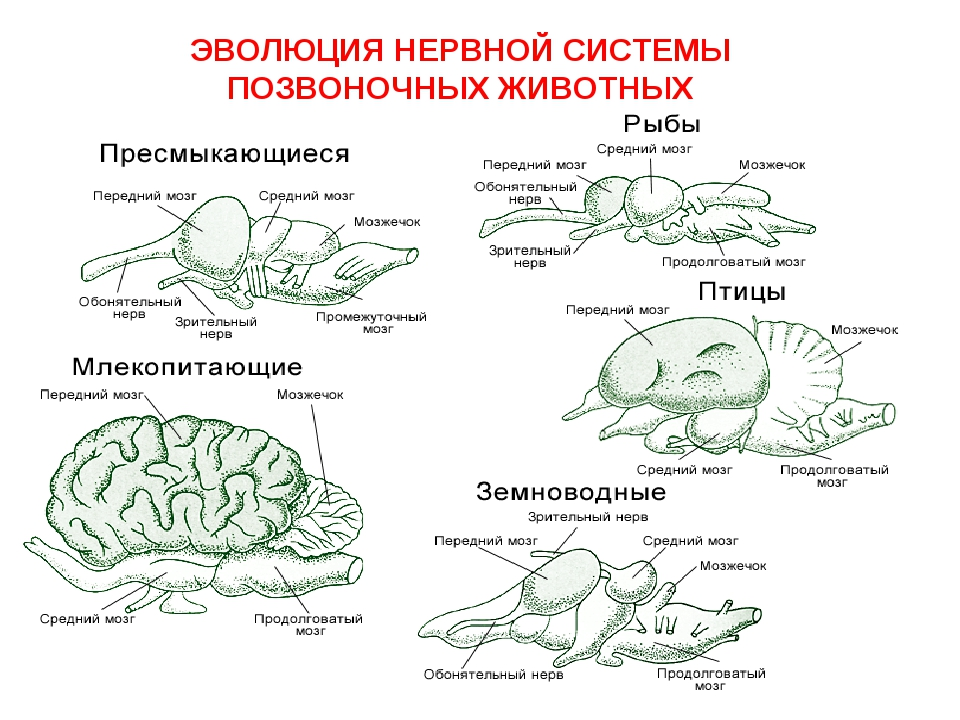 ЭВОЛЮЦИЯ НЕРВНОЙ СИСТЕМЫ
ПОЗВОНОЧНЫХ ЖИВОТНЫХ
Пресмыкающиеся
Передний мозг
Средний мозг
Мозжечок
Обонятельный
нерв
Зрительный
нерв
Промежуточный
мозг
Рыбы
Средний мозг
Передний мозг
Мозжечок
Обонятельный
нерв
Зрительный
нерв
Продолговатый мозг
Птицы
Передний мозг
Мозжечок
Средний мозг
Продолговатый
мозг
Млекопитающие
Передний мозг
Мозжечок
Средний мозг
Продолговатый
мозг
Земноводные
Зрительный нерв
Передний мозг
Средний мозг
Мозжечок
Обонятельный нерв
Продолговатый
мозг